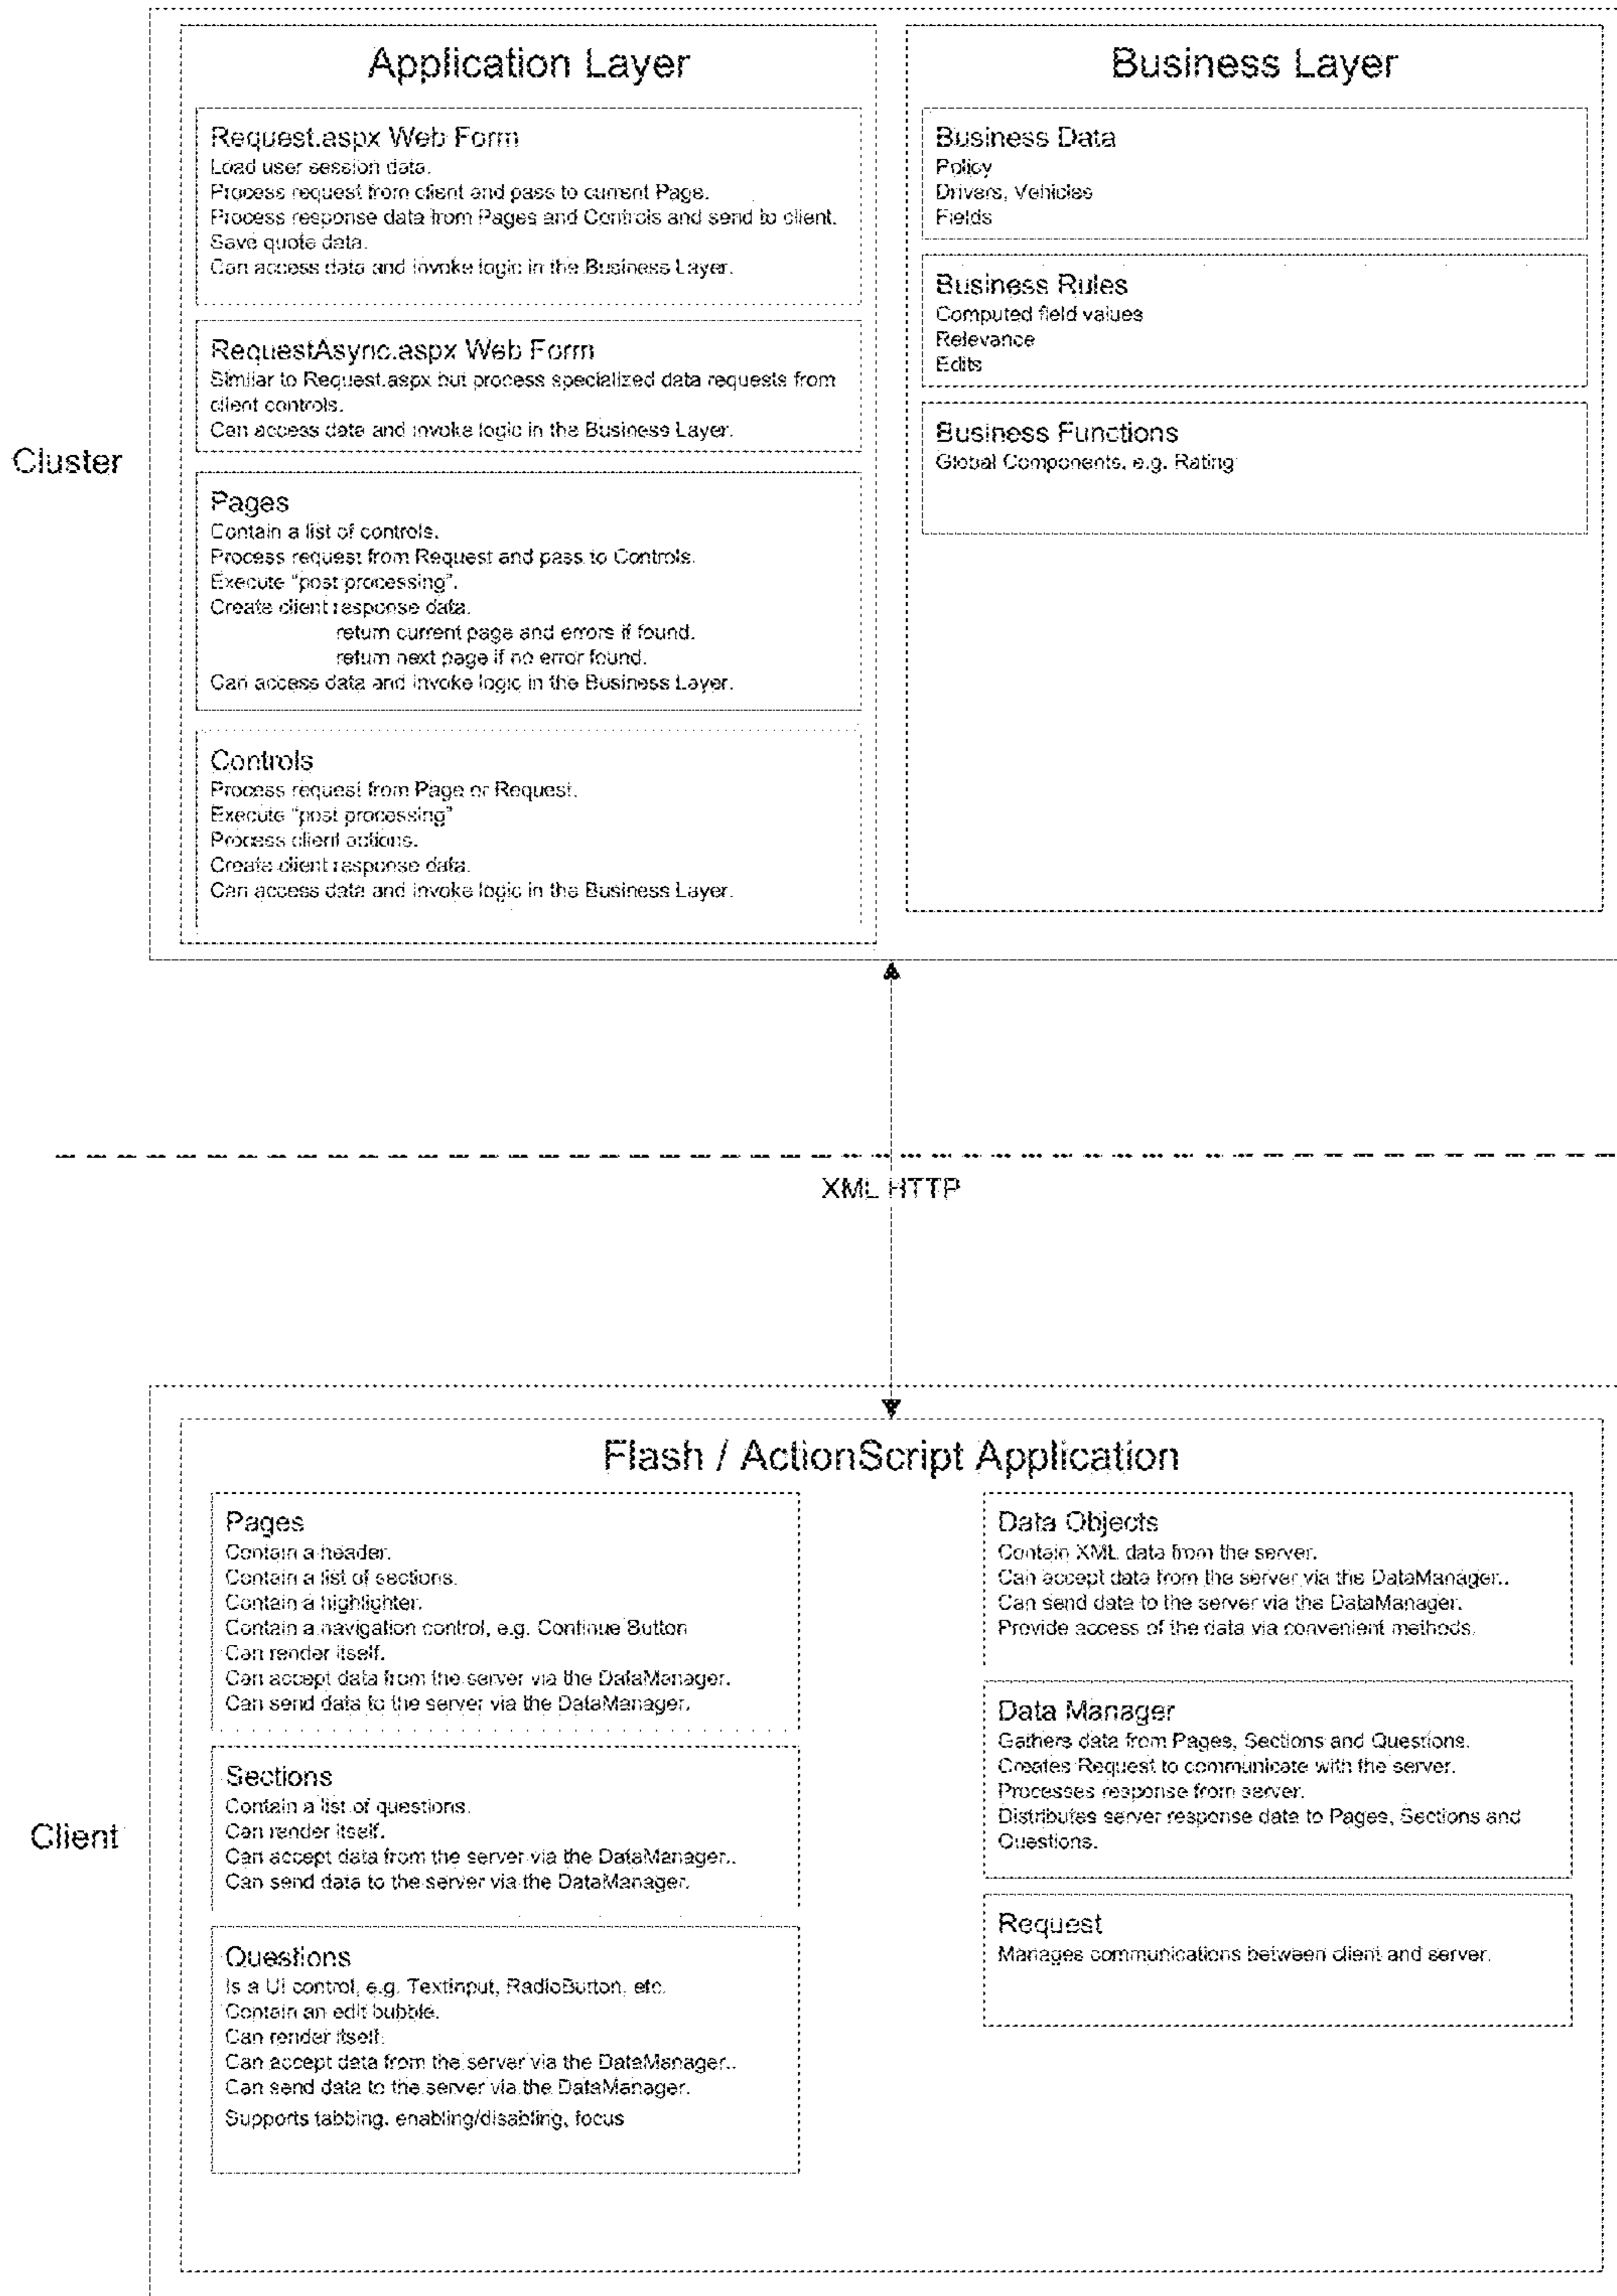 Cluster
Application Layer
Request.aspx Web Form
Load user session data.
Process request from client and pass to current Page.
Process response data from Pages and Controls and send to client.
Save quote data.
Can access data and invoke logic in the Business Layer.
RequestAsync.aspx Web Form
Similar to Request.aspx but process specialized data requests from
client controls.
Can access data and invoke logic in the Business Layer.
Pages
Contain a list of controls.
Process request from Request and pass to Controls.
Execute "post processing".
Create client response data.
return current page and errors if found.
return next page if no error found.
Can access data and invoke logic in the Business Layer.
Controls
Process request from Page or Request.
Execute "post processing"
Process client actions.
Create client response data.
Can access data and invoke logic in the Business Layer.
Business Layer
Business Data
Policy
Drivers, Vehicles
Fields
Business Rules
Computed field values
Relevance
Edits
Business Functions
Global Components, e.g. Rating
XML HTTP
Client
Flash / ActionScript Application
Pages
Contain a header.
Contain a list of sections.
Contain a highlighter.
Contain a navigation control, e.g. Continue Button
Can render itself.
Can accept data from the server via the DataManager.
Can send data to the server via the DataManager.
Sections
Contain a list of questions.
Can render itself.
Can accept data from the server via the DataManager..
Can send data to the server via the DataManager.
Questions
Is a UI control, e.g. TextInput, RadioButton, etc.
Contain an edit bubble.
Can render itself.
Can accept data from the server via the DataManager..
Can send data to the server via the DataManager.
Supports tabbing, enabling/disabling, focus
Data Objects
Contain XML data from the server.
Can accept data from the server via the DataManager..
Can send data to the server via the DataManager.
Provide access of the data via convenient methods.
Data Manager
Gathers data from Pages, Sections and Questions.
Creates Request to communicate with the server.
Processes response from server.
Distributes server response data to Pages, Sections and
Questions.
Request
Manages communications between client and server.